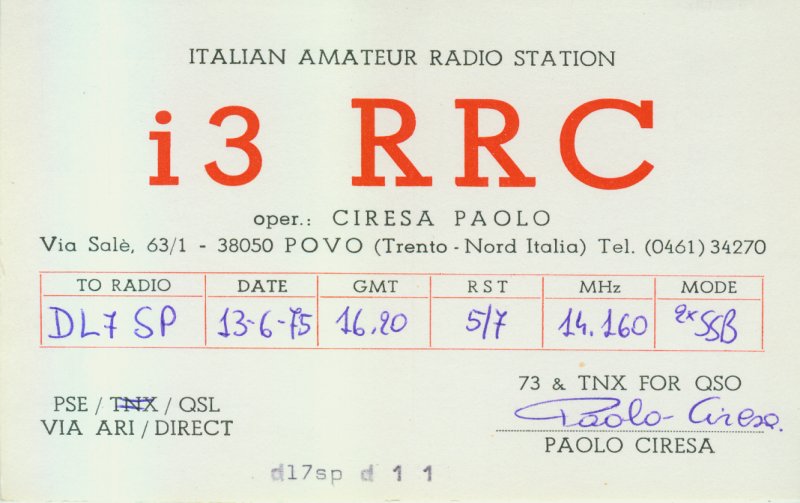 ITALIAN AMATEUR RADIO STATION
i3 RRC
oper.: CIRESA PAOLO
Via Salè, 63/1 - 38050 POVO (Trento - Nord Italia) Tel. (0461) 34270
TO RADIO DATE GMT RST MHz MODE
DL7 SP 13-6-75 16.20 5/7 14.160 2x SSB
73 & TNX FOR QSO
PSE / TNX / QSL
Paolo Ciresa.
VIA ARI / DIRECT
PAOLO CIRESA
dl7sp d 1 1